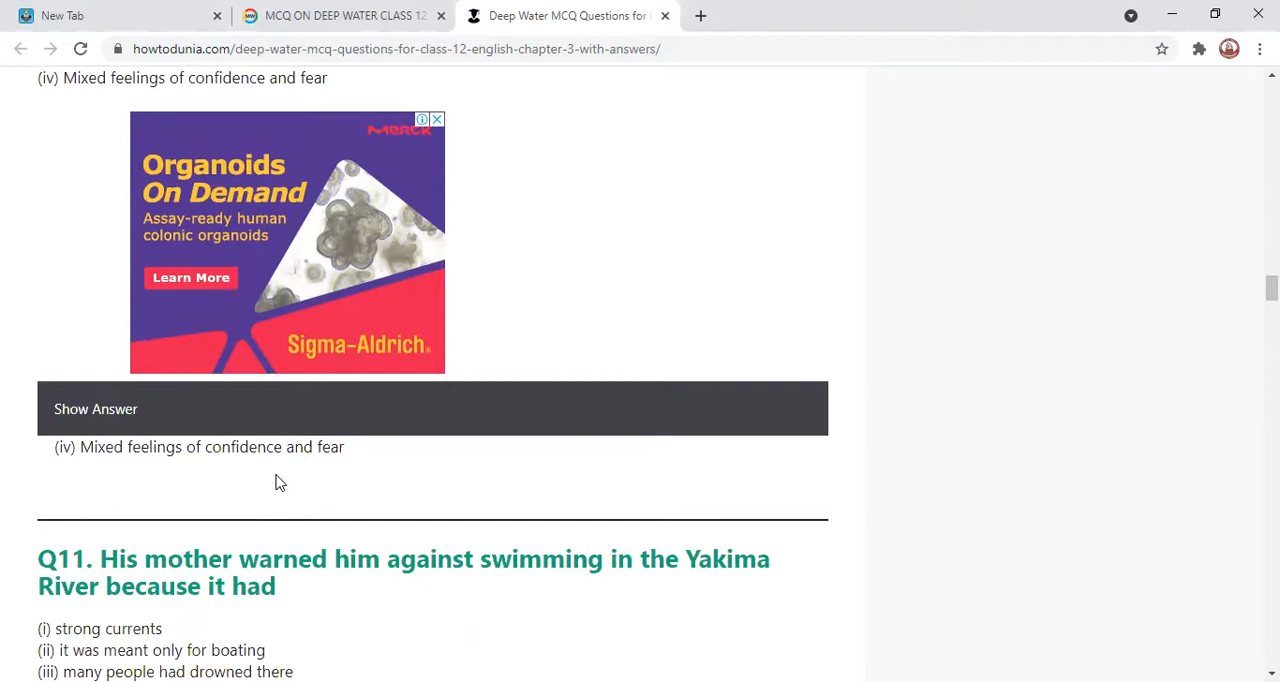 New Tab
MCQ ON DEEP WATER CLASS 12
Deep Water MCQ Questions for
howtodunia.com/deep-water-mcq-questions-for-class-12-english-chapter-3-with-answers/
(iv) Mixed feelings of confidence and fear
MERCK
Organoids
On Demand
Assay-ready human
colonic organoids
Learn More
Sigma-Aldrich®
Show Answer
(iv) Mixed feelings of confidence and fear
Q11. His mother warned him against swimming in the Yakima
River because it had
(i) strong currents
(ii) it was meant only for boating
(iii) many people had drowned there